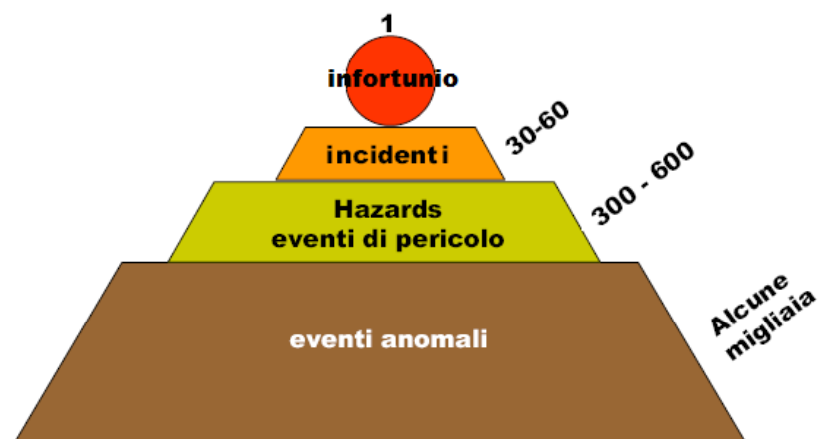 1
infortunio
incidenti
30-60
Hazards
eventi di pericolo
300 - 600
eventi anomali
Alcune
migliaia